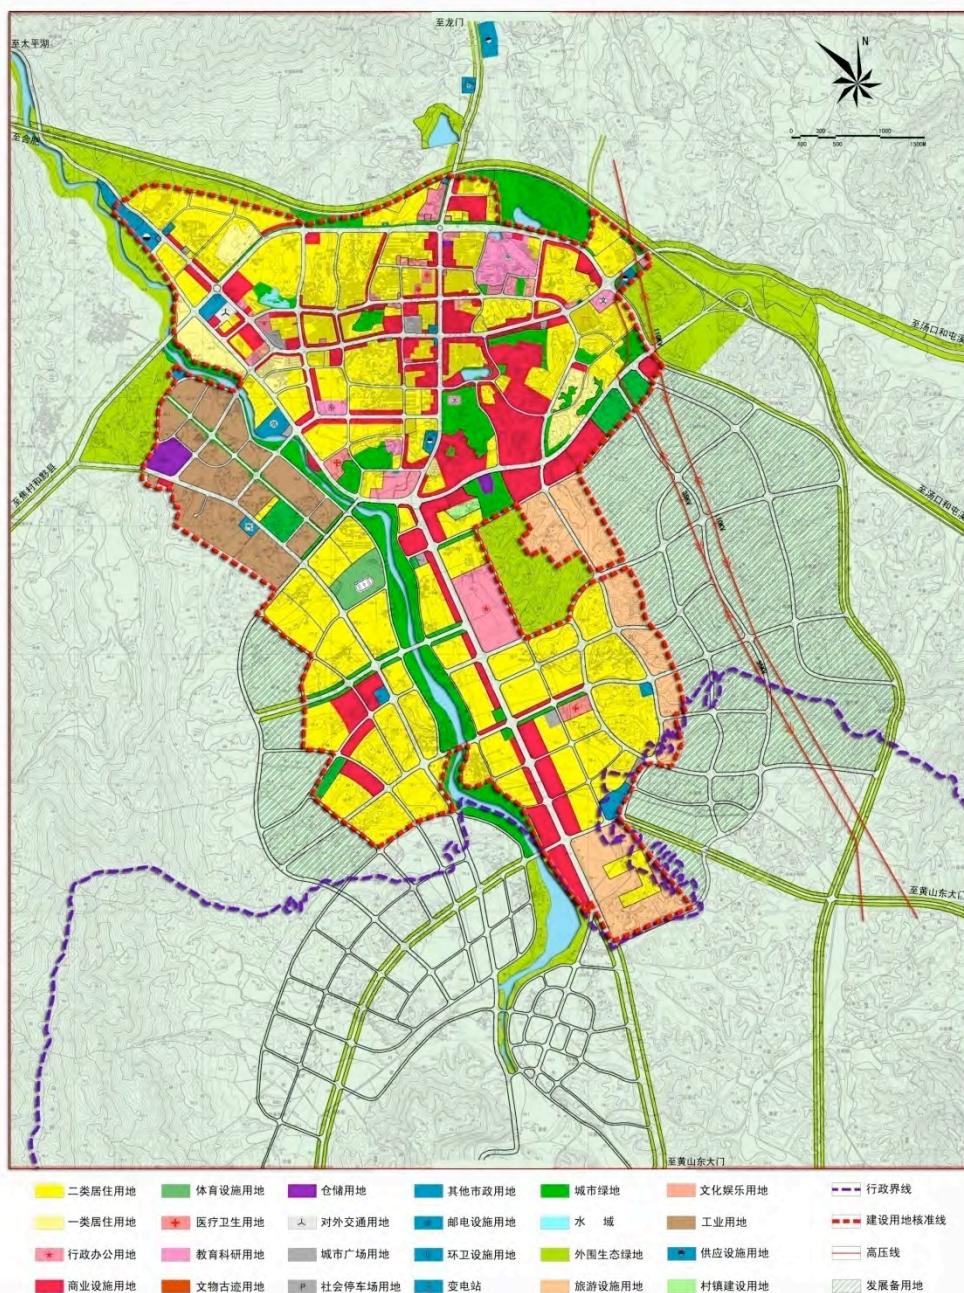 至龙门
至太平湖
至合肥
N
0 200 1000
100 500 1500M
至汤口和屯溪
110KV
至焦村和黟县
至汤口和屯溪
35KV
110KV
35KV
至黄山东大门
至黄山东大门
二类居住用地 体育设施用地 仓储用地 其他市政用地 城市绿地 文化娱乐用地 行政界线
一类居住用地 医疗卫生用地 对外交通用地 邮电设施用地 水 域 工业用地 建设用地核准线
行政办公用地 教育科研用地 城市广场用地 环卫设施用地 外围生态绿地 供应设施用地 高压线
商业设施用地 文物古迹用地 P 社会停车场用地 变电站 旅游设施用地 村镇建设用地 发展备用地